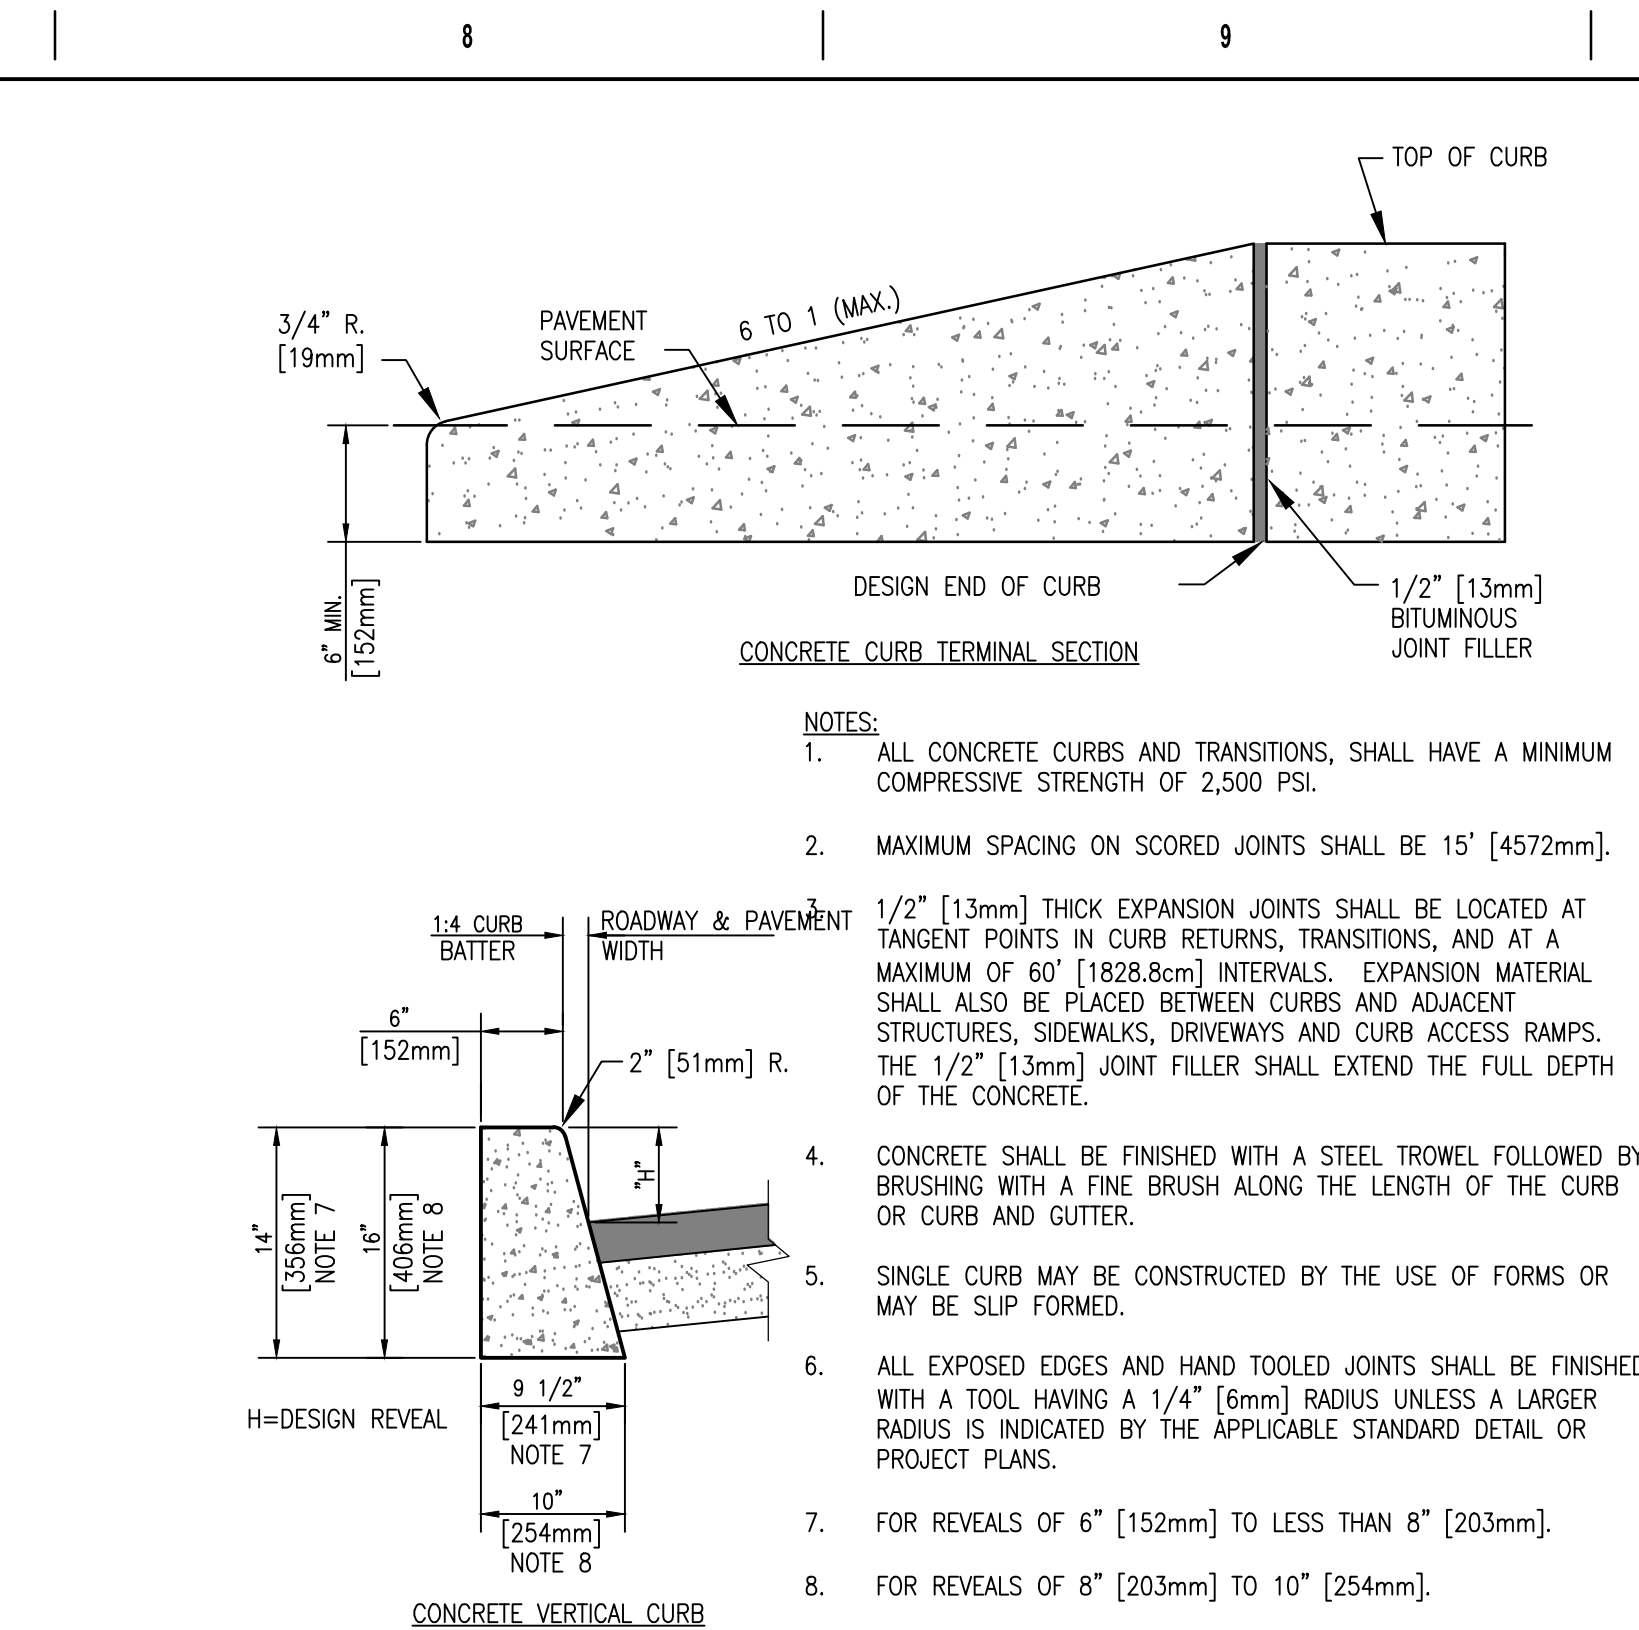 8
9
TOP OF CURB
6 TO 1 (MAX.)
3/4" R.
[19mm]
PAVEMENT
SURFACE
6" MIN.
[152mm]
DESIGN END OF CURB
1/2" [13mm]
BITUMINOUS
JOINT FILLER
CONCRETE CURB TERMINAL SECTION
NOTES:
1. ALL CONCRETE CURBS AND TRANSITIONS, SHALL HAVE A MINIMUM
COMPRESSIVE STRENGTH OF 2,500 PSI.
2. MAXIMUM SPACING ON SCORED JOINTS SHALL BE 15' [4572mm].
3. 1/2" [13mm] THICK EXPANSION JOINTS SHALL BE LOCATED AT
TANGENT POINTS IN CURB RETURNS, TRANSITIONS, AND AT A
MAXIMUM OF 60' [1828.8cm] INTERVALS. EXPANSION MATERIAL
SHALL ALSO BE PLACED BETWEEN CURBS AND ADJACENT
STRUCTURES, SIDEWALKS, DRIVEWAYS AND CURB ACCESS RAMPS.
THE 1/2" [13mm] JOINT FILLER SHALL EXTEND THE FULL DEPTH
OF THE CONCRETE.
4. CONCRETE SHALL BE FINISHED WITH A STEEL TROWEL FOLLOWED BY
BRUSHING WITH A FINE BRUSH ALONG THE LENGTH OF THE CURB
OR CURB AND GUTTER.
5. SINGLE CURB MAY BE CONSTRUCTED BY THE USE OF FORMS OR
MAY BE SLIP FORMED.
6. ALL EXPOSED EDGES AND HAND TOOLED JOINTS SHALL BE FINISHED
WITH A TOOL HAVING A 1/4" [6mm] RADIUS UNLESS A LARGER
RADIUS IS INDICATED BY THE APPLICABLE STANDARD DETAIL OR
PROJECT PLANS.
7. FOR REVEALS OF 6" [152mm] TO LESS THAN 8" [203mm].
8. FOR REVEALS OF 8" [203mm] TO 10" [254mm].
1:4 CURB
BATTER
ROADWAY & PAVEMENT
WIDTH
6"
[152mm]
2" [51mm] R.
"H"
14"
[356mm]
NOTE 7
16"
[406mm]
NOTE 8
H=DESIGN REVEAL
9 1/2"
[241mm]
NOTE 7
10"
[254mm]
NOTE 8
CONCRETE VERTICAL CURB